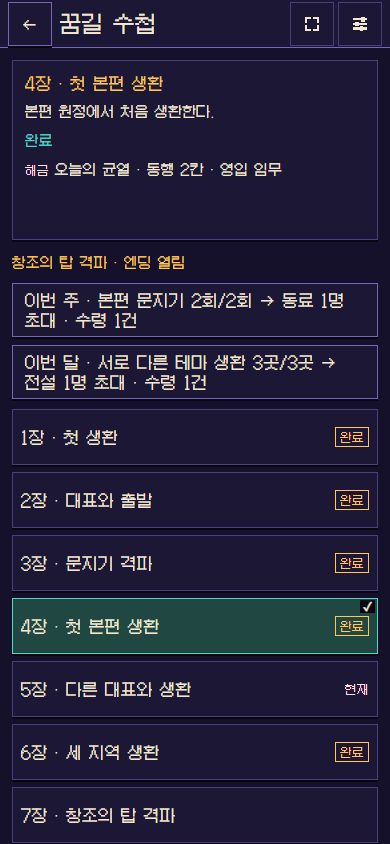 꿈길 수첩
4장 · 첫 본편 생환
본편 원정에서 처음 생환한다.
완료
해금 오늘의 균열 · 동행 2칸 · 영입 임무
창조의 탑 격파 · 엔딩 열림
이번 주 · 본편 문지기 2회/2회 → 동료 1명
초대 · 수령 1건
이번 달 · 서로 다른 테마 생환 3곳/3곳 →
전설 1명 초대 · 수령 1건
1장 · 첫 생환
완료
2장 · 대표와 출발
완료
3장 · 문지기 격파
완료
4장 · 첫 본편 생환
완료
5장 · 다른 대표와 생환
현재
6장 · 세 지역 생환
완료
7장 · 창조의 탑 격파